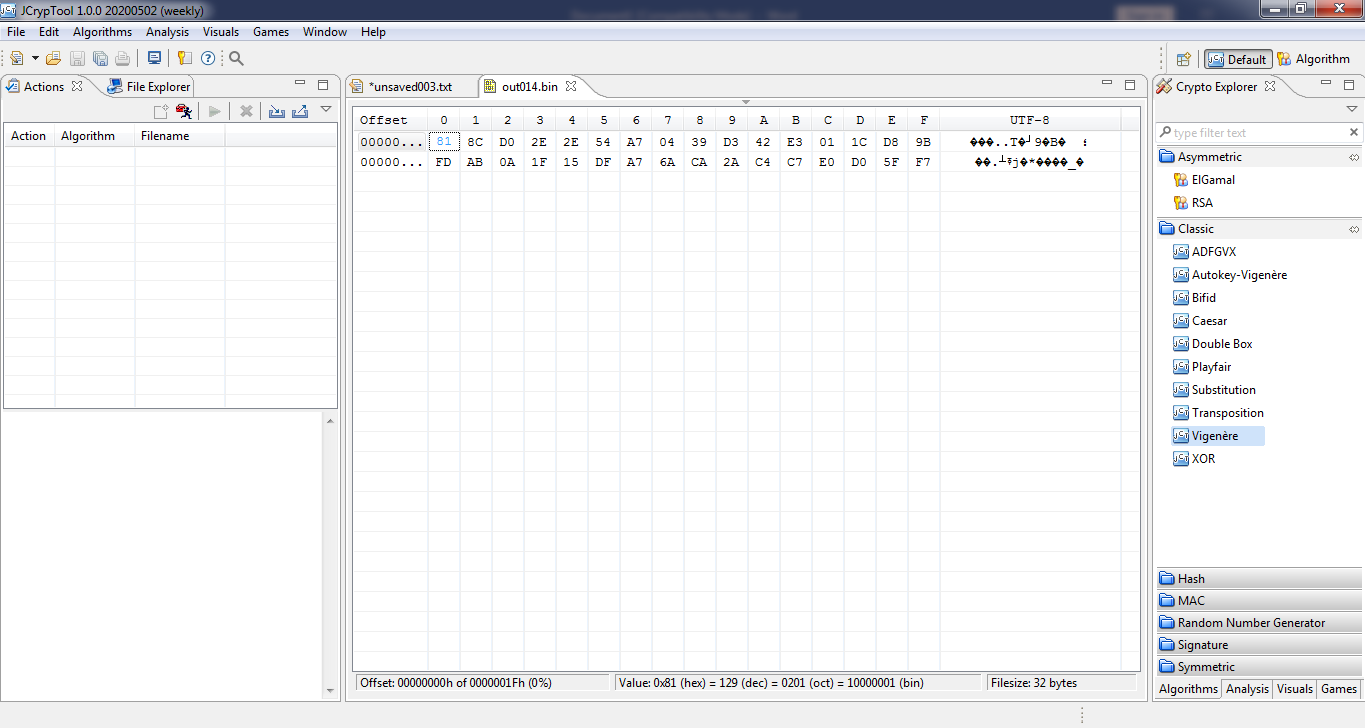 JCrypTool 1.0.0 20200502 (weekly)
File Edit Algorithms Analysis Visuals Games Window Help
Default Algorithm
Actions File Explorer
Action Algorithm Filename
*unsaved003.txt out014.bin
Offset 0 1 2 3 4 5 6 7 8 9 A B C D E F UTF-8
00000... 81 8C D0 2E 2E 54 A7 04 39 D3 42 E3 01 1C D8 9B ���..T�┘9�B�
00000... FD AB 0A 1F 15 DF A7 6A CA 2A C4 C7 E0 D0 5F F7
Offset: 00000000h of 0000001Fh (0%) Value: 0x81 (hex) = 129 (dec) = 0201 (oct) = 10000001 (bin) Filesize: 32 bytes
Crypto Explorer
type filter text
Asymmetric
ElGamal
RSA
Classic
ADFGVX
Autokey-Vigenère
Bifid
Caesar
Double Box
Playfair
Substitution
Transposition
Vigenère
XOR
Hash
MAC
Random Number Generator
Signature
Symmetric
Algorithms Analysis Visuals Games